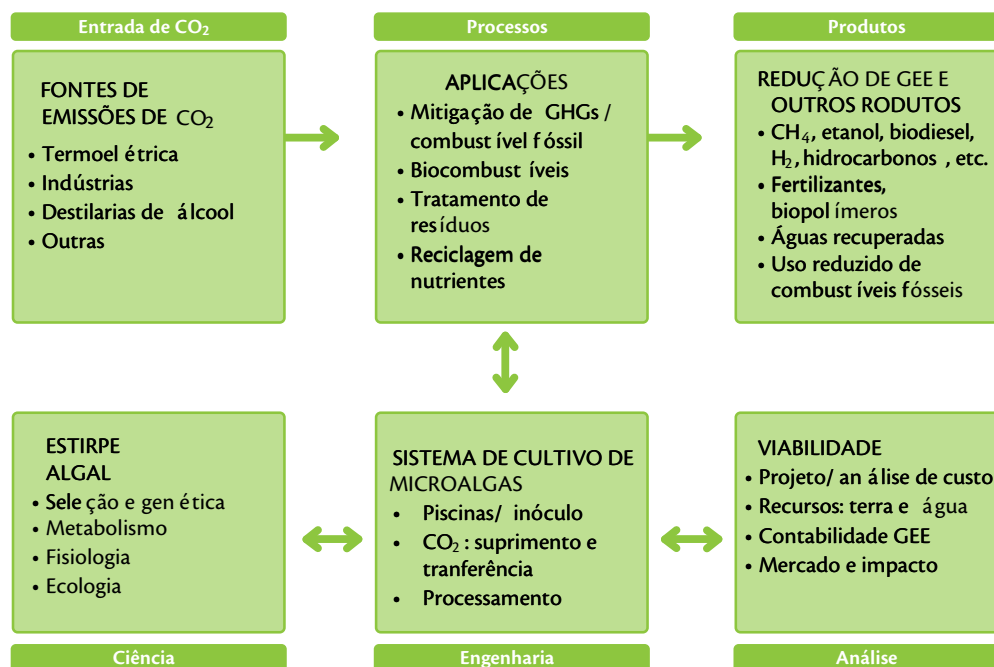 Entrada de CO₂
FONTES DE
EMISSÕES DE CO₂
• Termoelétrica
• Indústrias
• Destilarias de álcool
• Outras
Processos
APLICAÇÕES
• Mitigação de GHGs /
combustível fóssil
• Biocombustíveis
• Tratamento de
resíduos
• Reciclagem de
nutrientes
Produtos
REDUÇÃO DE GEE E
OUTROS RODUTOS
• CH₄, etanol, biodiesel,
H₂, hidrocarbonos , etc.
• Fertilizantes,
biopolímeros
• Águas recuperadas
• Uso reduzido de
combustíveis fósseis
ESTIRPE
ALGAL
• Seleção e genética
• Metabolismo
• Fisiologia
• Ecologia
Ciência
SISTEMA DE CULTIVO DE
MICROALGAS
• Piscinas/ inóculo
• CO₂ : suprimento e
tranferência
• Processamento
Engenharia
VIABILIDADE
• Projeto/ análise de custo
• Recursos: terra e água
• Contabilidade GEE
• Mercado e impacto
Análise